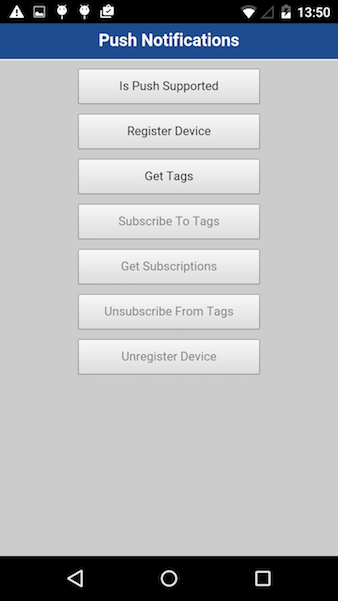 13:50
Push Notifications
Is Push Supported
Register Device
Get Tags
Subscribe To Tags
Get Subscriptions
Unsubscribe From Tags
Unregister Device